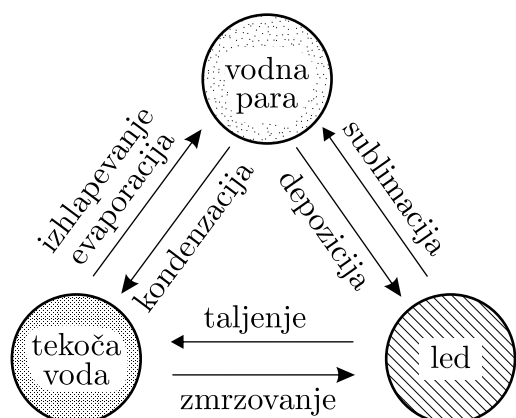 vodna
para
izhlapevanje
evaporacija
kondenzacija
depozicija
sublimacija
taljenje
tekoča
voda
led
zmrzovanje